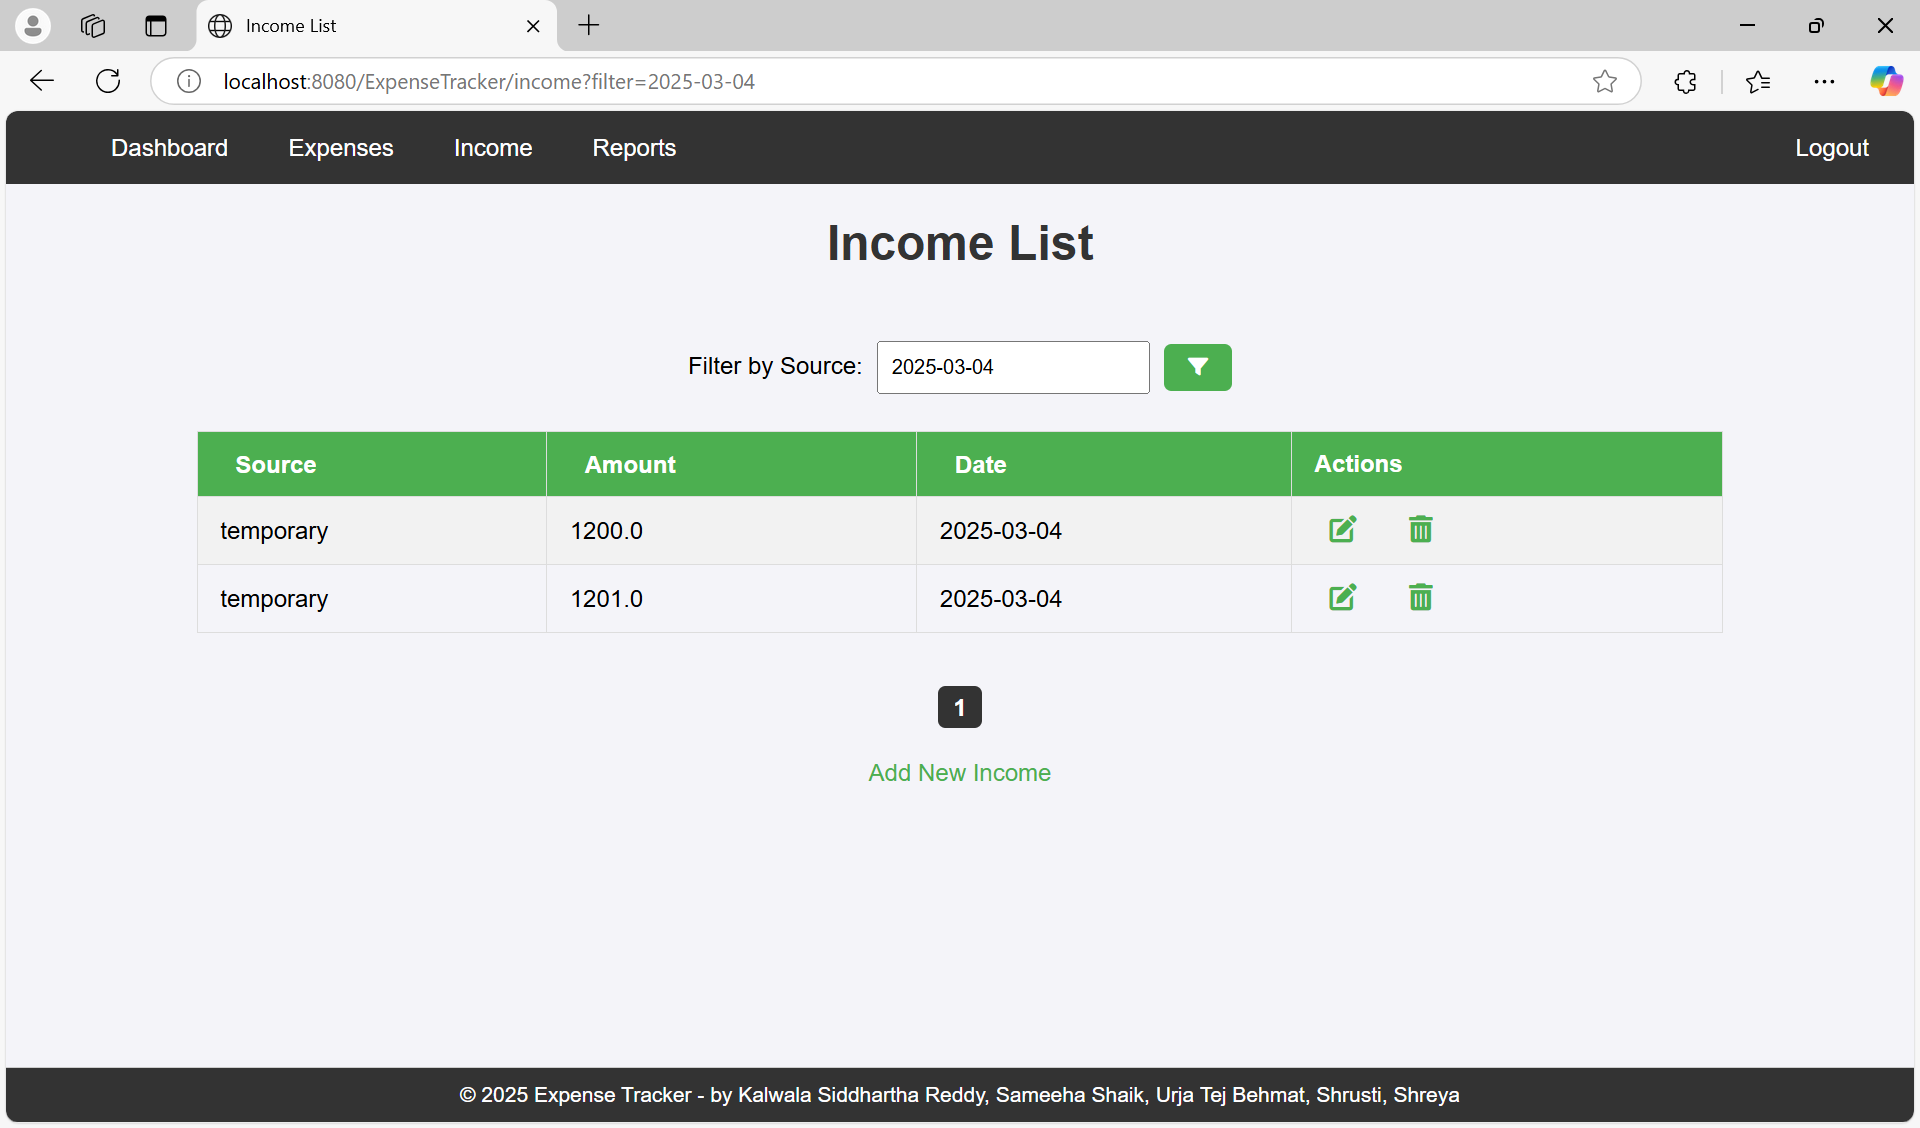 Income List
localhost:8080/ExpenseTracker/income?filter=2025-03-04
Dashboard Expenses Income Reports Logout
Income List
Filter by Source: 2025-03-04
Source Amount Date Actions
temporary 1200.0 2025-03-04
temporary 1201.0 2025-03-04
1
Add New Income
© 2025 Expense Tracker - by Kalwala Siddhartha Reddy, Sameeha Shaik, Urja Tej Behmat, Shrusti, Shreya